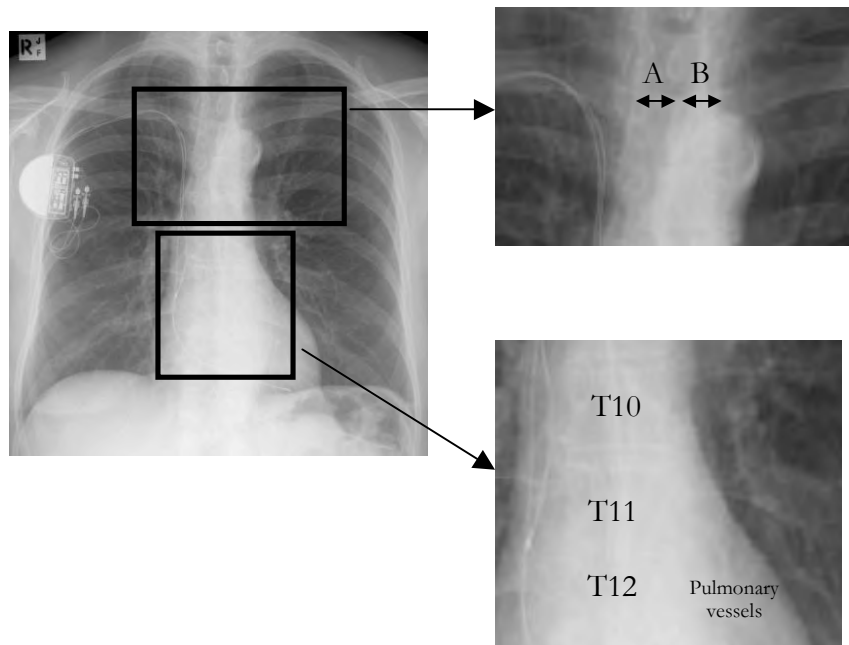 R J
F
A B
T10
T11
T12
Pulmonary
vessels